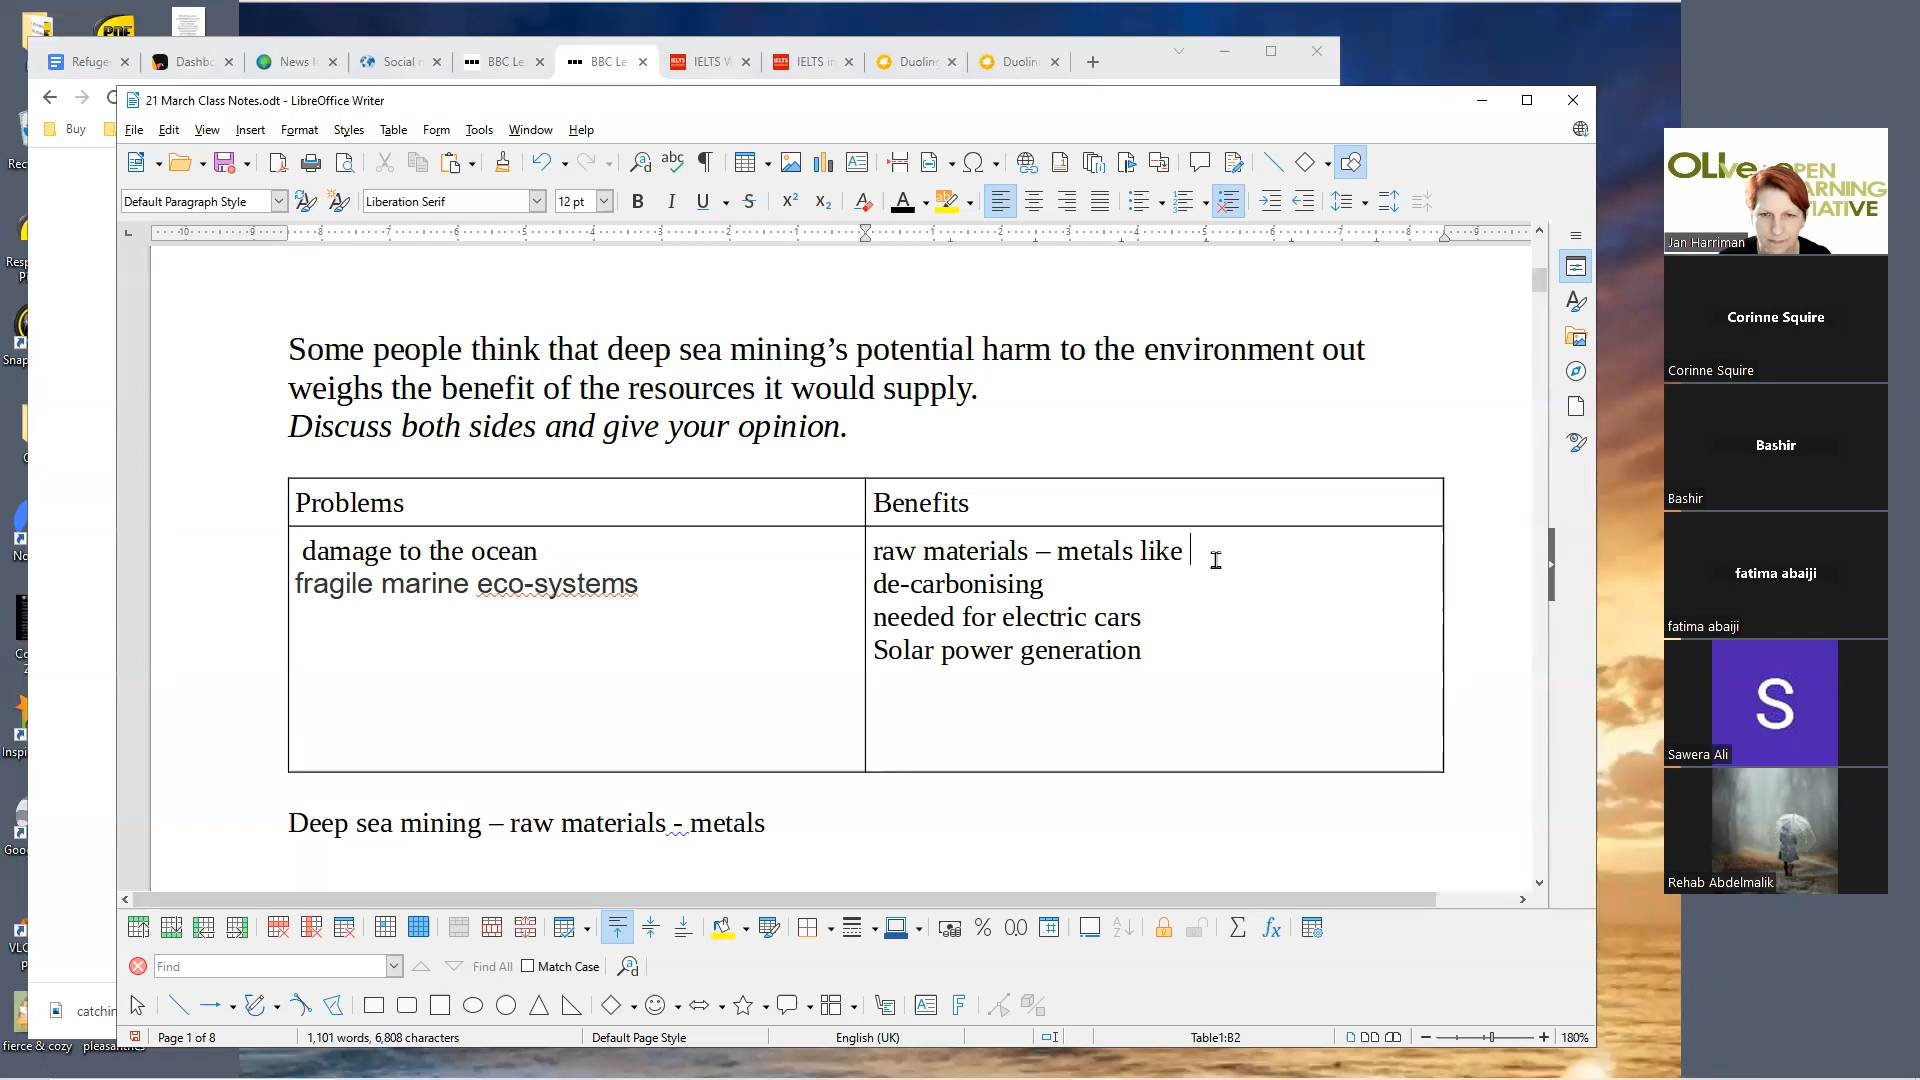 PDF
Refuge
Dashbo
News
Social
BBC Le
BBC Le
IELTS
IELTS
Duolin
Duolin
Buy
21 March Class Notes.odt - LibreOffice Writer
File Edit View Insert Format Styles Table Form Tools Window Help
Default Paragraph Style
Liberation Serif
12 pt
Some people think that deep sea mining’s potential harm to the environment out
weighs the benefit of the resources it would supply.
Discuss both sides and give your opinion.
Problems
Benefits
damage to the ocean
fragile marine eco-systems
raw materials – metals like
de-carbonising
needed for electric cars
Solar power generation
Deep sea mining – raw materials - metals
Find
Find All
Match Case
Page 1 of 8
1,101 words, 6,808 characters
Default Page Style
English (UK)
Table1:B2
180%
catchin
fierce & cozy
pleasantries
Jan Harriman
Corinne Squire
Corinne Squire
Bashir
Bashir
fatima abaiji
fatima abaiji
S
Sawera Ali
Rehab Abdelmalik